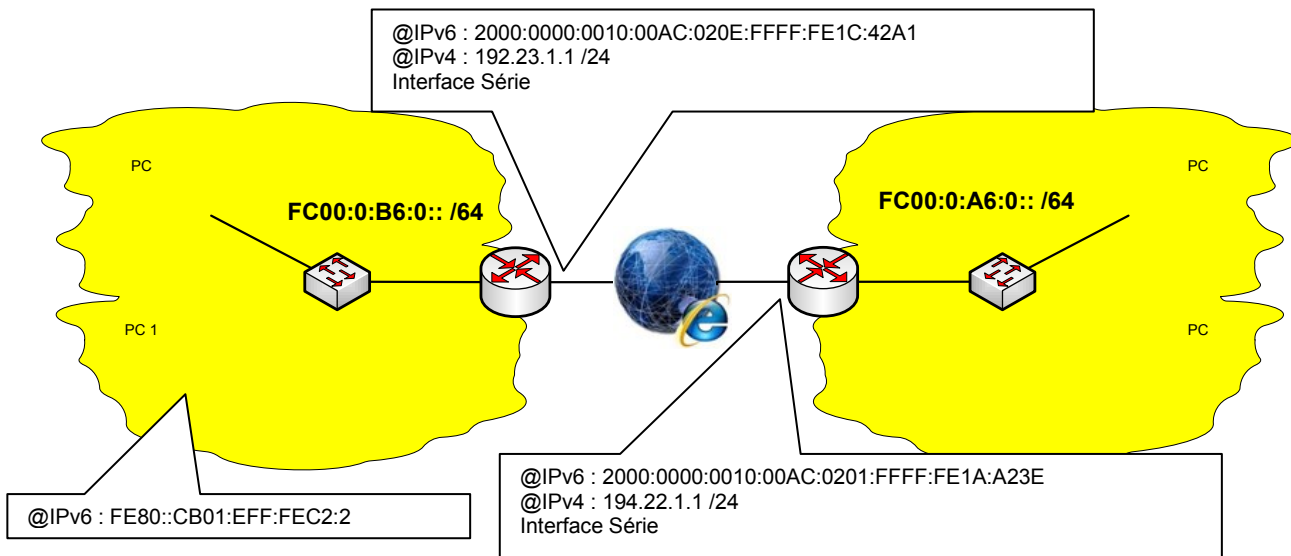 @IPv6 : 2000:0000:0010:00AC:020E:FFFF:FE1C:42A1
@IPv4 : 192.23.1.1 /24
Interface Série
PC
PC
FC00:0:B6:0:: /64
FC00:0:A6:0:: /64
PC 1
PC
@IPv6 : 2000:0000:0010:00AC:0201:FFFF:FE1A:A23E
@IPv4 : 194.22.1.1 /24
Interface Série
@IPv6 : FE80::CB01:EFF:FEC2:2